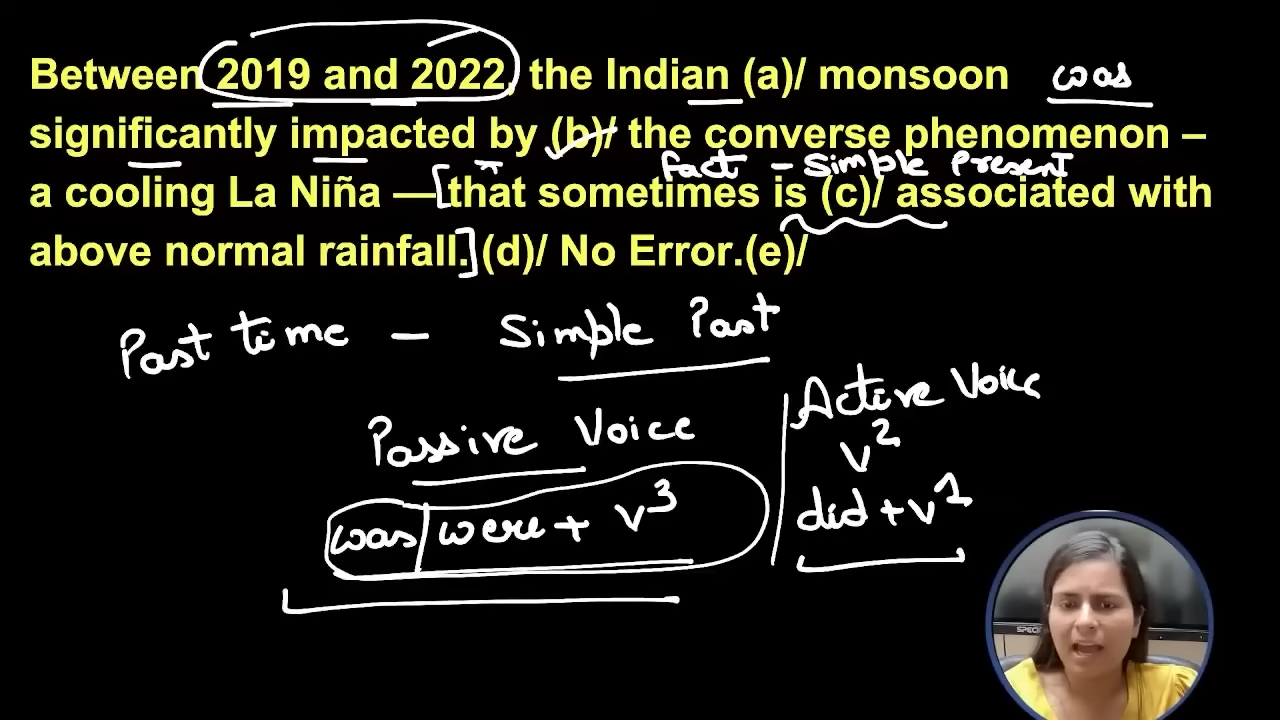 Between 2019 and 2022, the Indian (a)/ monsoon was
significantly impacted by (b)/ the converse phenomenon –
fact - Simple Present
a cooling La Niña — [that sometimes is (c)/ associated with
above normal rainfall.] (d)/ No Error.(e)/
Past time - Simple Past
Passive Voice
was | were + v3
Active Voice
v2
did + v1
SPEC